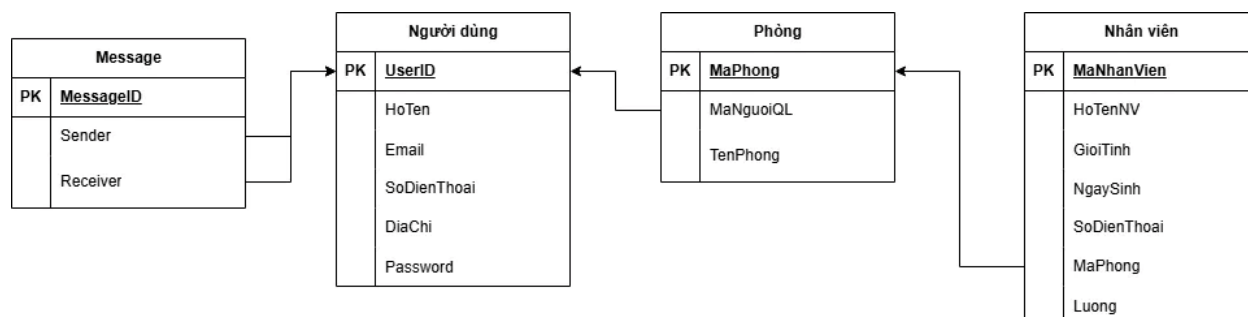 Message
PK MessageID
Sender
Receiver
Người dùng
PK UserID
HoTen
Email
SoDienThoai
DiaChi
Password
Phòng
PK MaPhong
MaNguoiQL
TenPhong
Nhân viên
PK MaNhanVien
HoTenNV
GioiTinh
NgaySinh
SoDienThoai
MaPhong
Luong